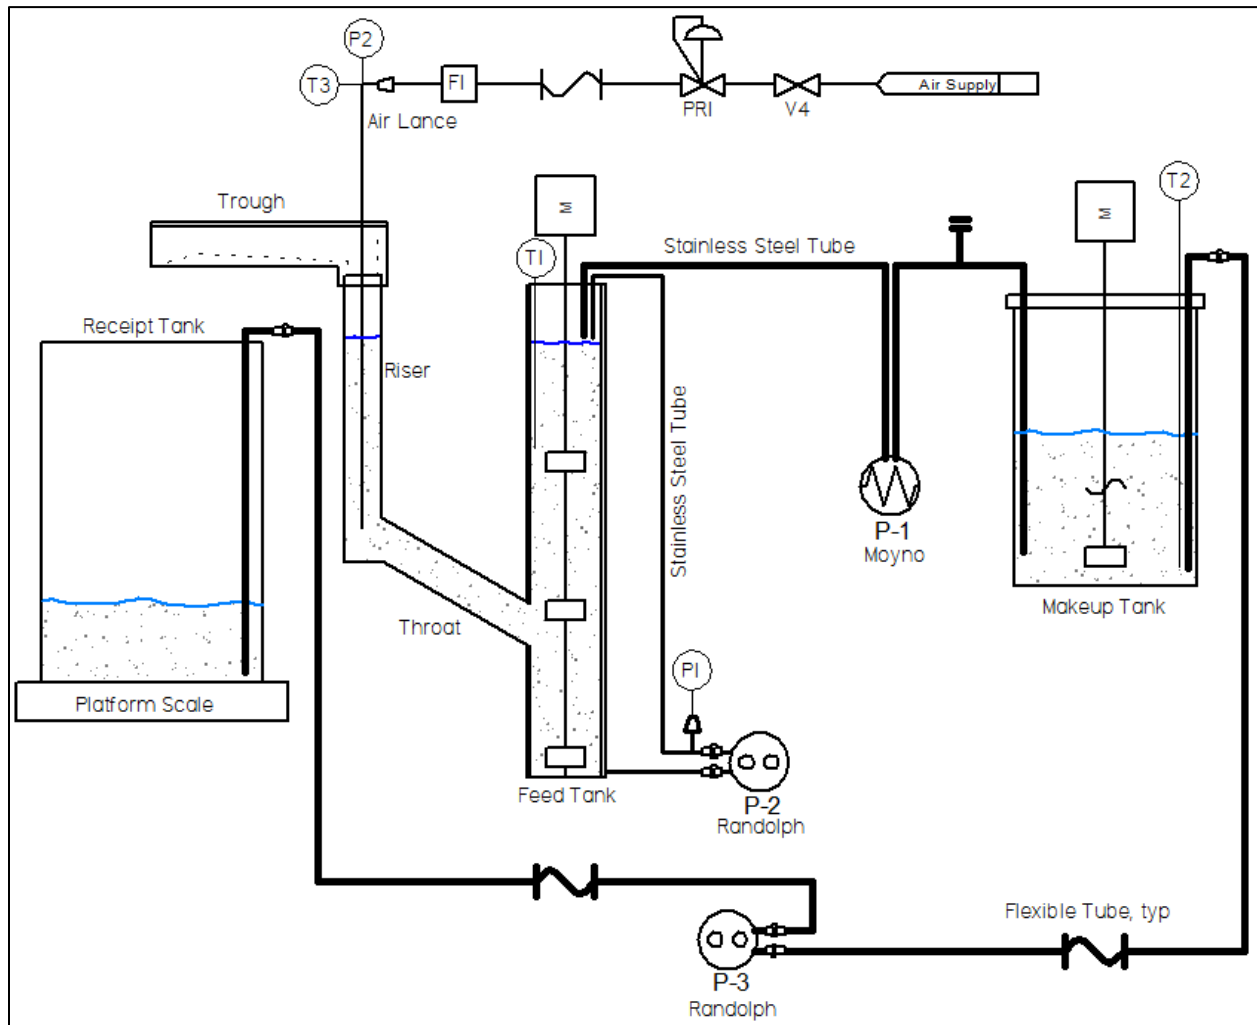 P2
T3
FI
Air Supply
Air Lance
PRI
V4
Trough
M
M
T2
T1
Stainless Steel Tube
Receipt Tank
Riser
Stainless Steel Tube
P-1
Moyno
Makeup Tank
Throat
P1
Platform Scale
Feed Tank
P-2
Randolph
Flexible Tube, typ
P-3
Randolph